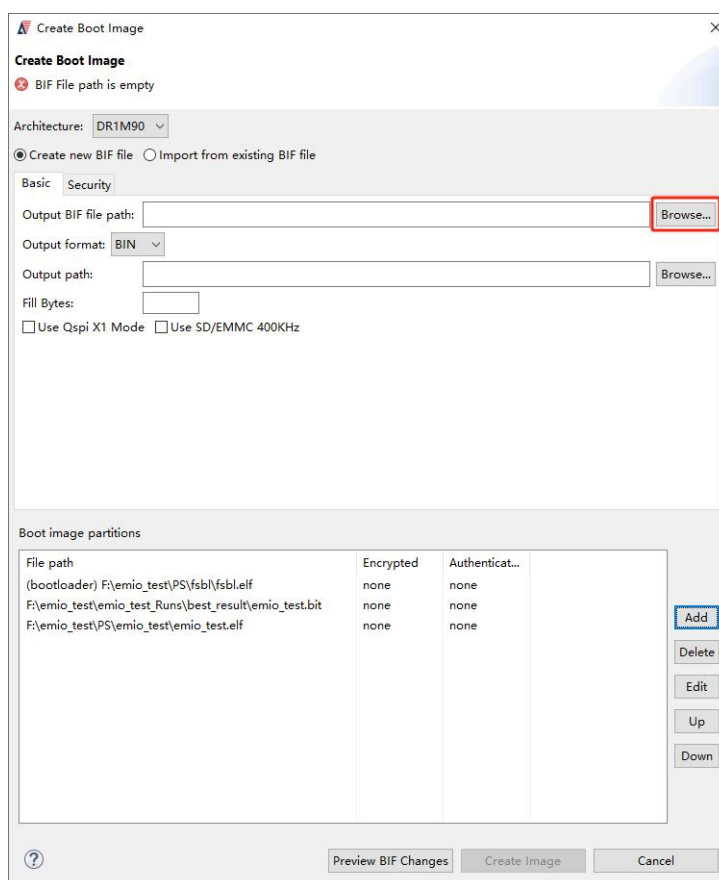 Create Boot Image
Create Boot Image
BIF File path is empty
Architecture: DR1M90
Create new BIF file Import from existing BIF file
Basic Security
Output BIF file path: Browse...
Output format: BIN
Output path: Browse...
Fill Bytes:
Use Qspi X1 Mode Use SD/EMMC 400KHz
Boot image partitions
File path Encrypted Authenticat...
(bootloader) F:\emio_test\PS\fsbl\fsbl.elf none none
F:\emio_test\emio_test_Runs\best_result\emio_test.bit none none
F:\emio_test\PS\emio_test\emio_test.elf none none
Add
Delete
Edit
Up
Down
? Preview BIF Changes Create Image Cancel